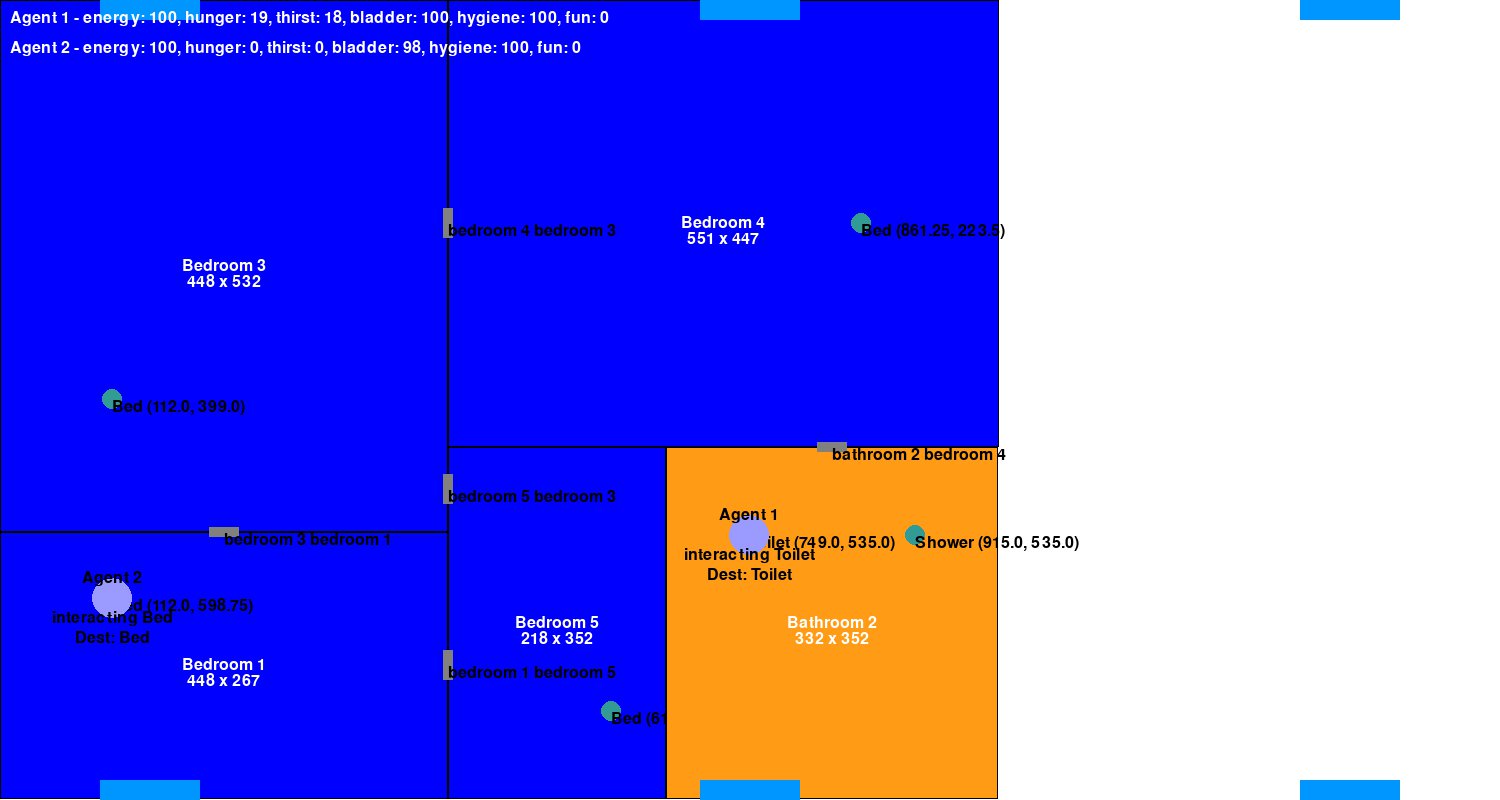 Agent 1 - energy: 100, hunger: 19, thirst: 18, bladder: 100, hygiene: 100, fun: 0
Agent 2 - energy: 100, hunger: 0, thirst: 0, bladder: 98, hygiene: 100, fun: 0
Bedroom 4
551 x 447
bedroom 4 bedroom 3
Bed (861.25, 223.5)
Bedroom 3
448 x 532
Bed (112.0, 399.0)
bathroom 2 bedroom 4
bedroom 5 bedroom 3
Agent 1
ilet (749.0, 535.0)
Shower (915.0, 535.0)
interacting Toilet
Dest: Toilet
bedroom 3 bedroom 1
Agent 2
d (112.0, 598.75)
interacting Bed
Dest: Bed
Bedroom 5
218 x 352
Bathroom 2
332 x 352
Bedroom 1
448 x 267
bedroom 1 bedroom 5
Bed (61